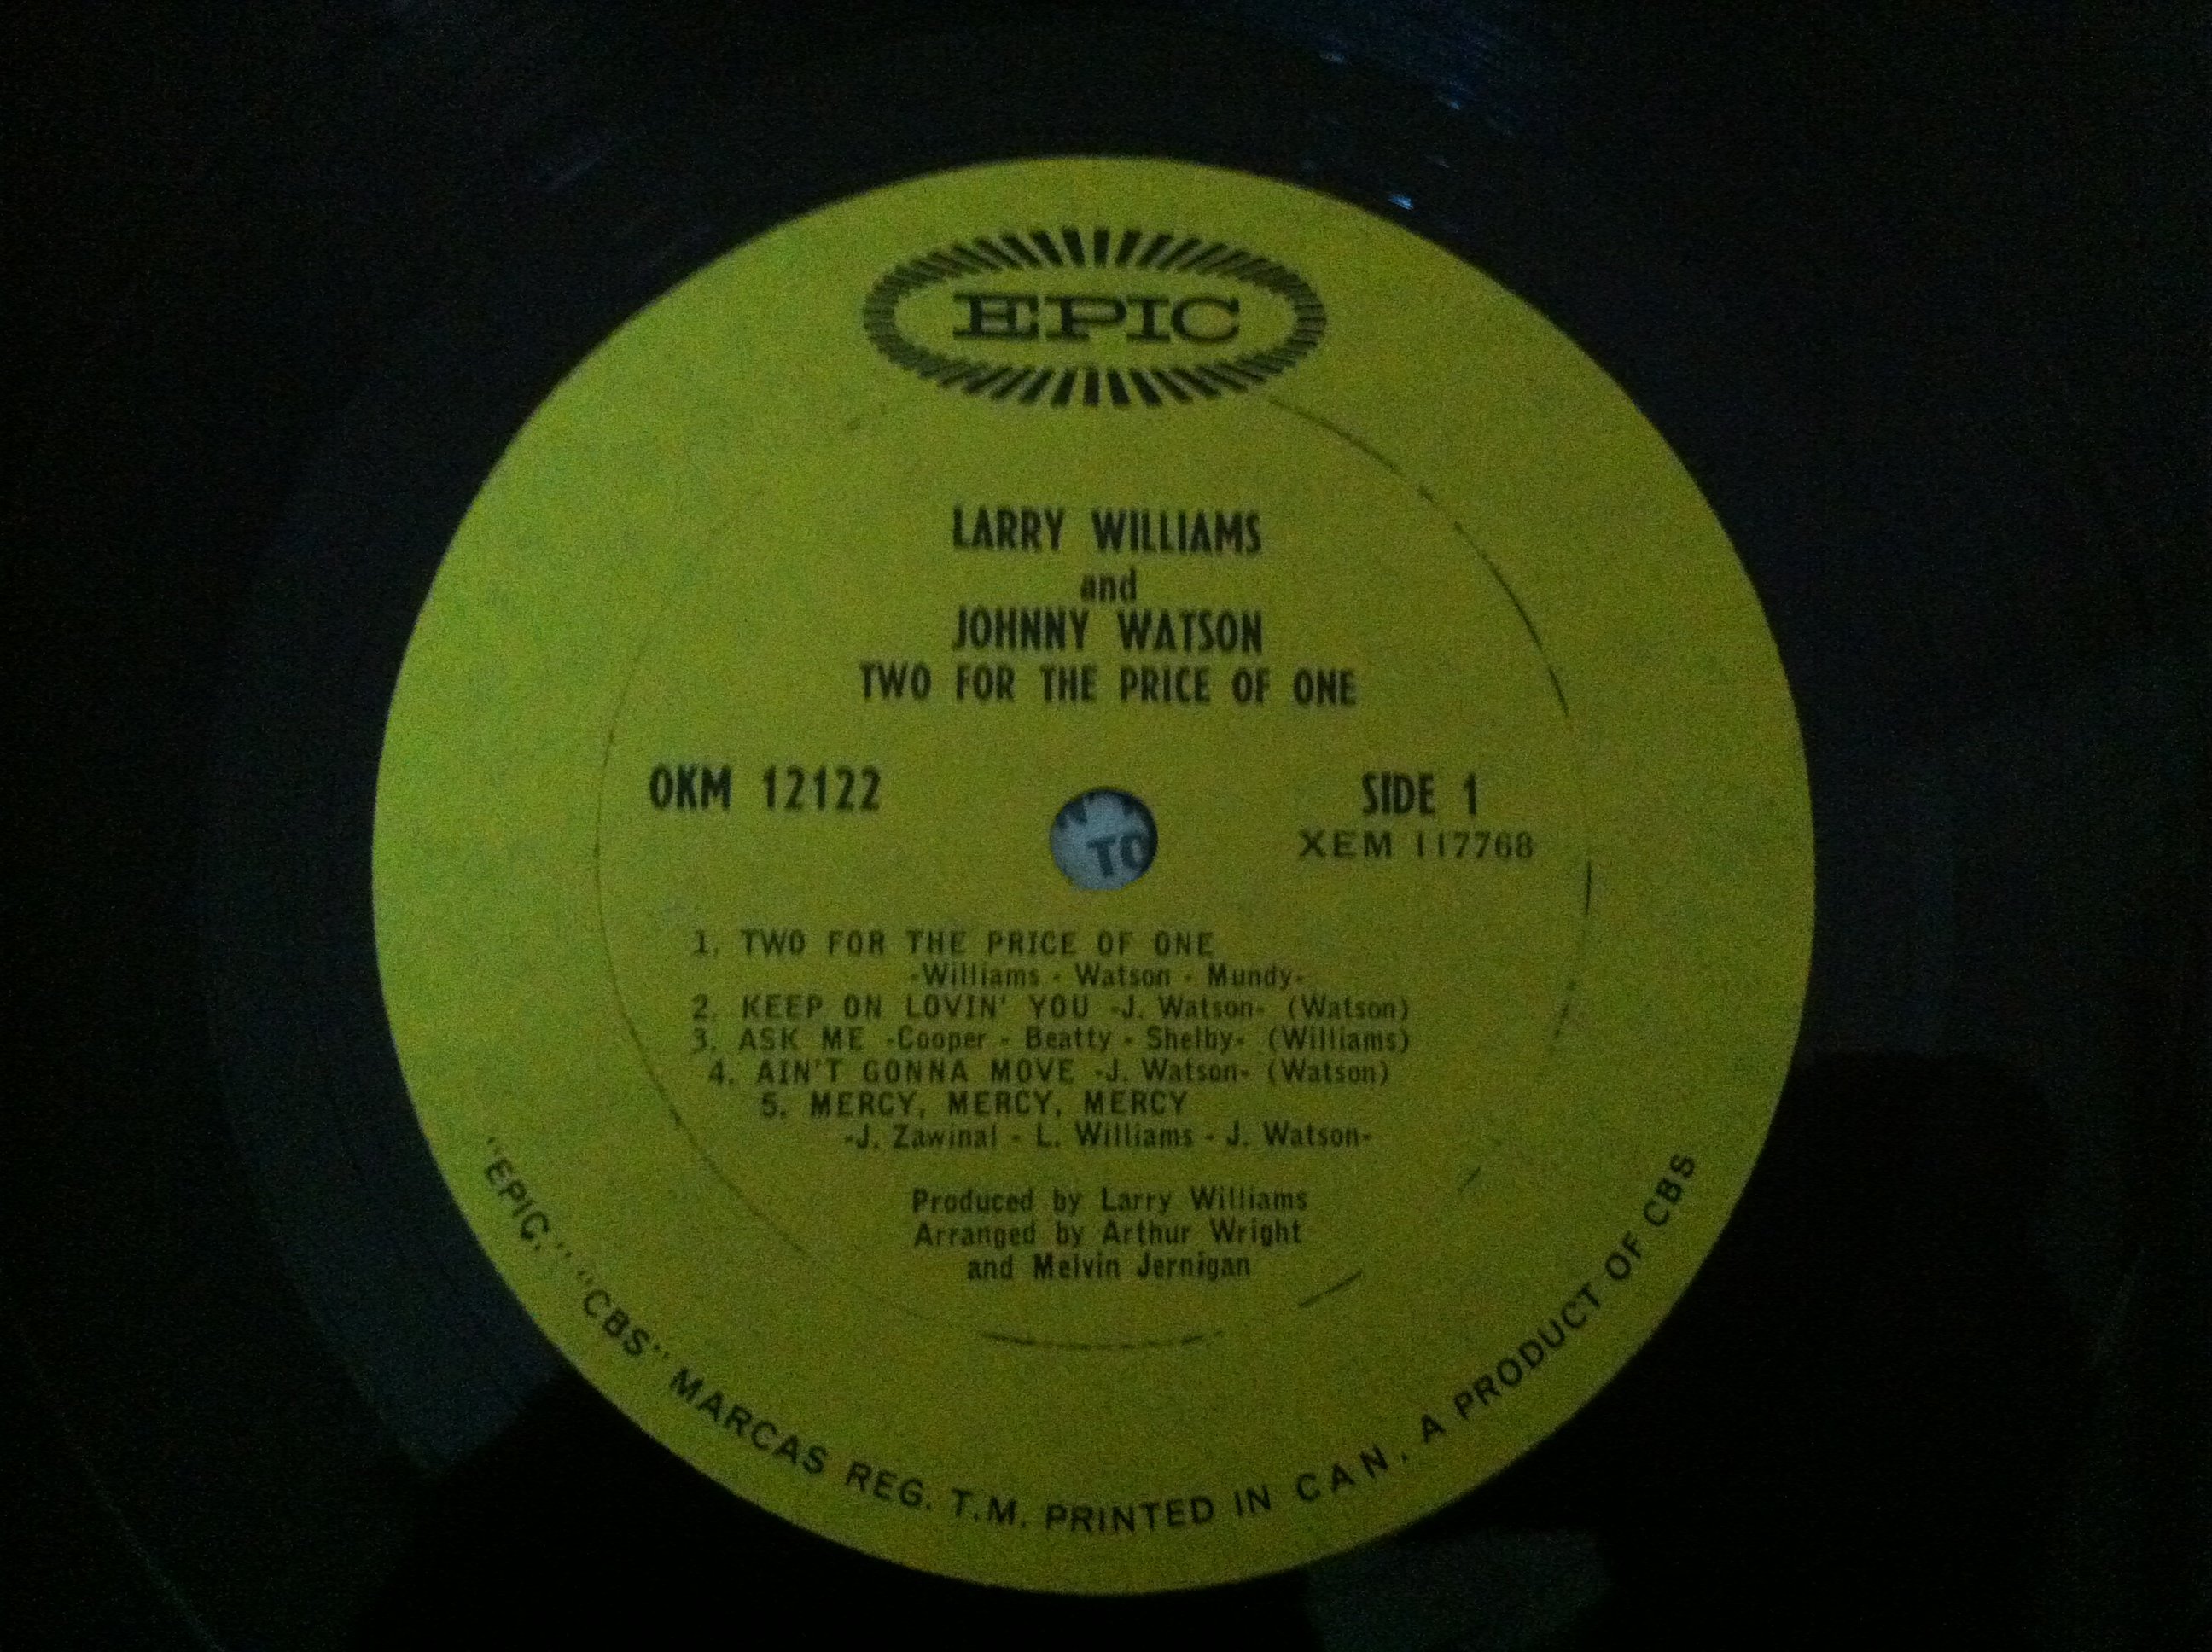 EPIC
LARRY WILLIAMS
and
JOHNNY WATSON
TWO FOR THE PRICE OF ONE
OKM 12122
SIDE 1
XEM 117768
TO
1. TWO FOR THE PRICE OF ONE
-Williams - Watson - Mundy-
2. KEEP ON LOVIN' YOU -J. Watson- (Watson)
3. ASK ME -Cooper - Beatty - Shelby- (Williams)
4. AIN'T GONNA MOVE -J. Watson- (Watson)
5. MERCY, MERCY, MERCY
-J. Zawinal - L. Williams - J. Watson-
Produced by Larry Williams
Arranged by Arthur Wright
and Melvin Jernigan
"EPIC," "CBS" MARCAS REG. T.M. PRINTED IN CAN. A PRODUCT OF CBS